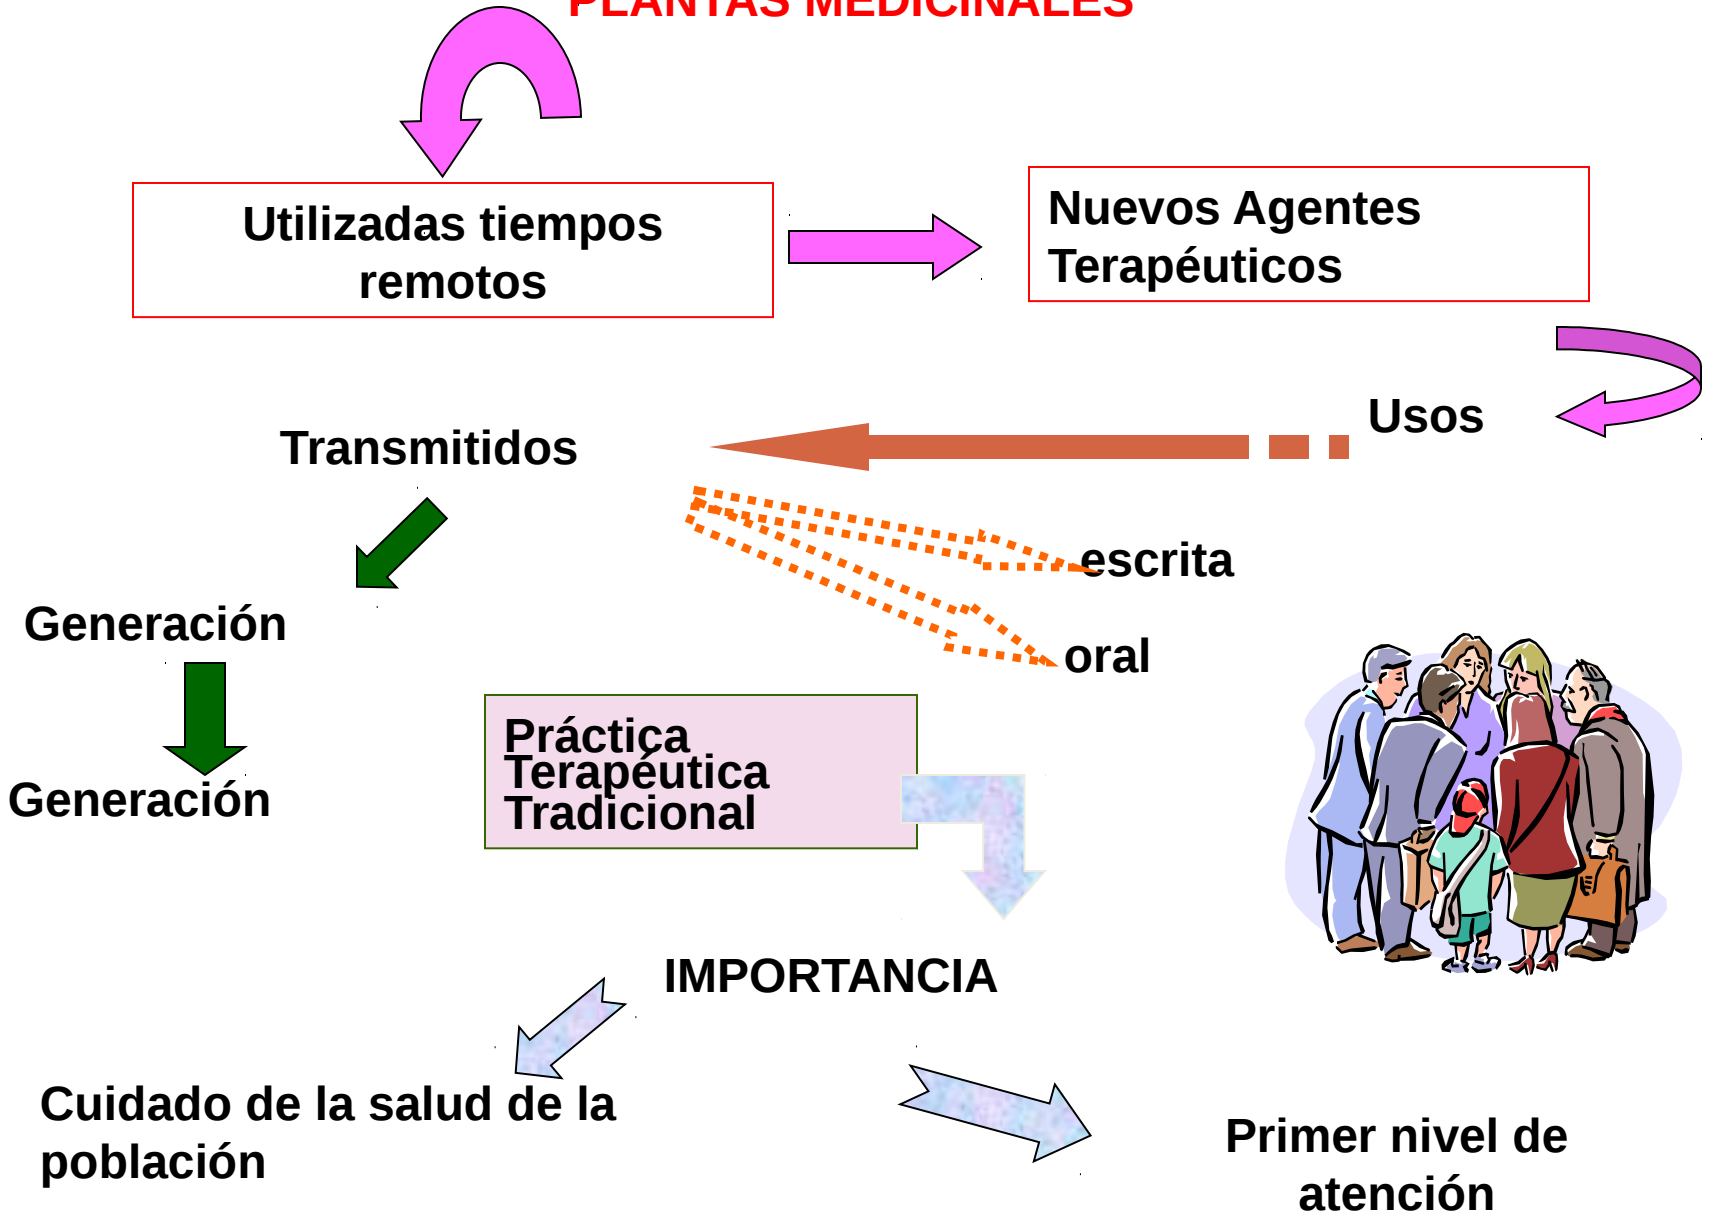 PLANTAS MEDICINALES
Utilizadas tiempos
remotos
Nuevos Agentes
Terapéuticos
Usos
Transmitidos
escrita
Generación
oral
Práctica
Terapéutica
Tradicional
Generación
IMPORTANCIA
Cuidado de la salud de la
población
Primer nivel de
atención